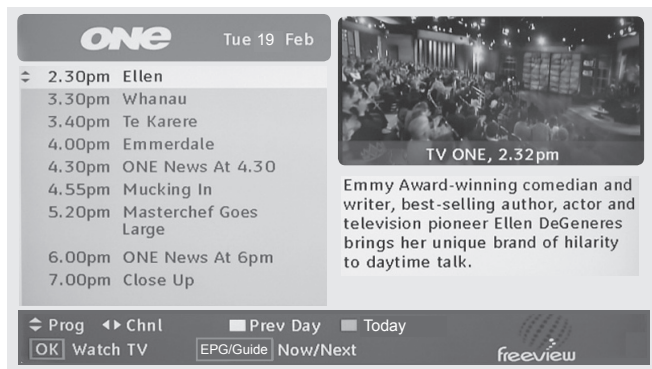 ONE Tue 19 Feb
2.30pm Ellen
3.30pm Whanau
3.40pm Te Karere
4.00pm Emmerdale
4.30pm ONE News At 4.30
4.55pm Mucking In
5.20pm Masterchef Goes
Large
6.00pm ONE News At 6pm
7.00pm Close Up
TV ONE, 2.32pm
Emmy Award-winning comedian and
writer, best-selling author, actor and
television pioneer Ellen DeGeneres
brings her unique brand of hilarity
to daytime talk.
Prog Chnl Prev Day Today
OK Watch TV EPG/Guide Now/Next
freeview